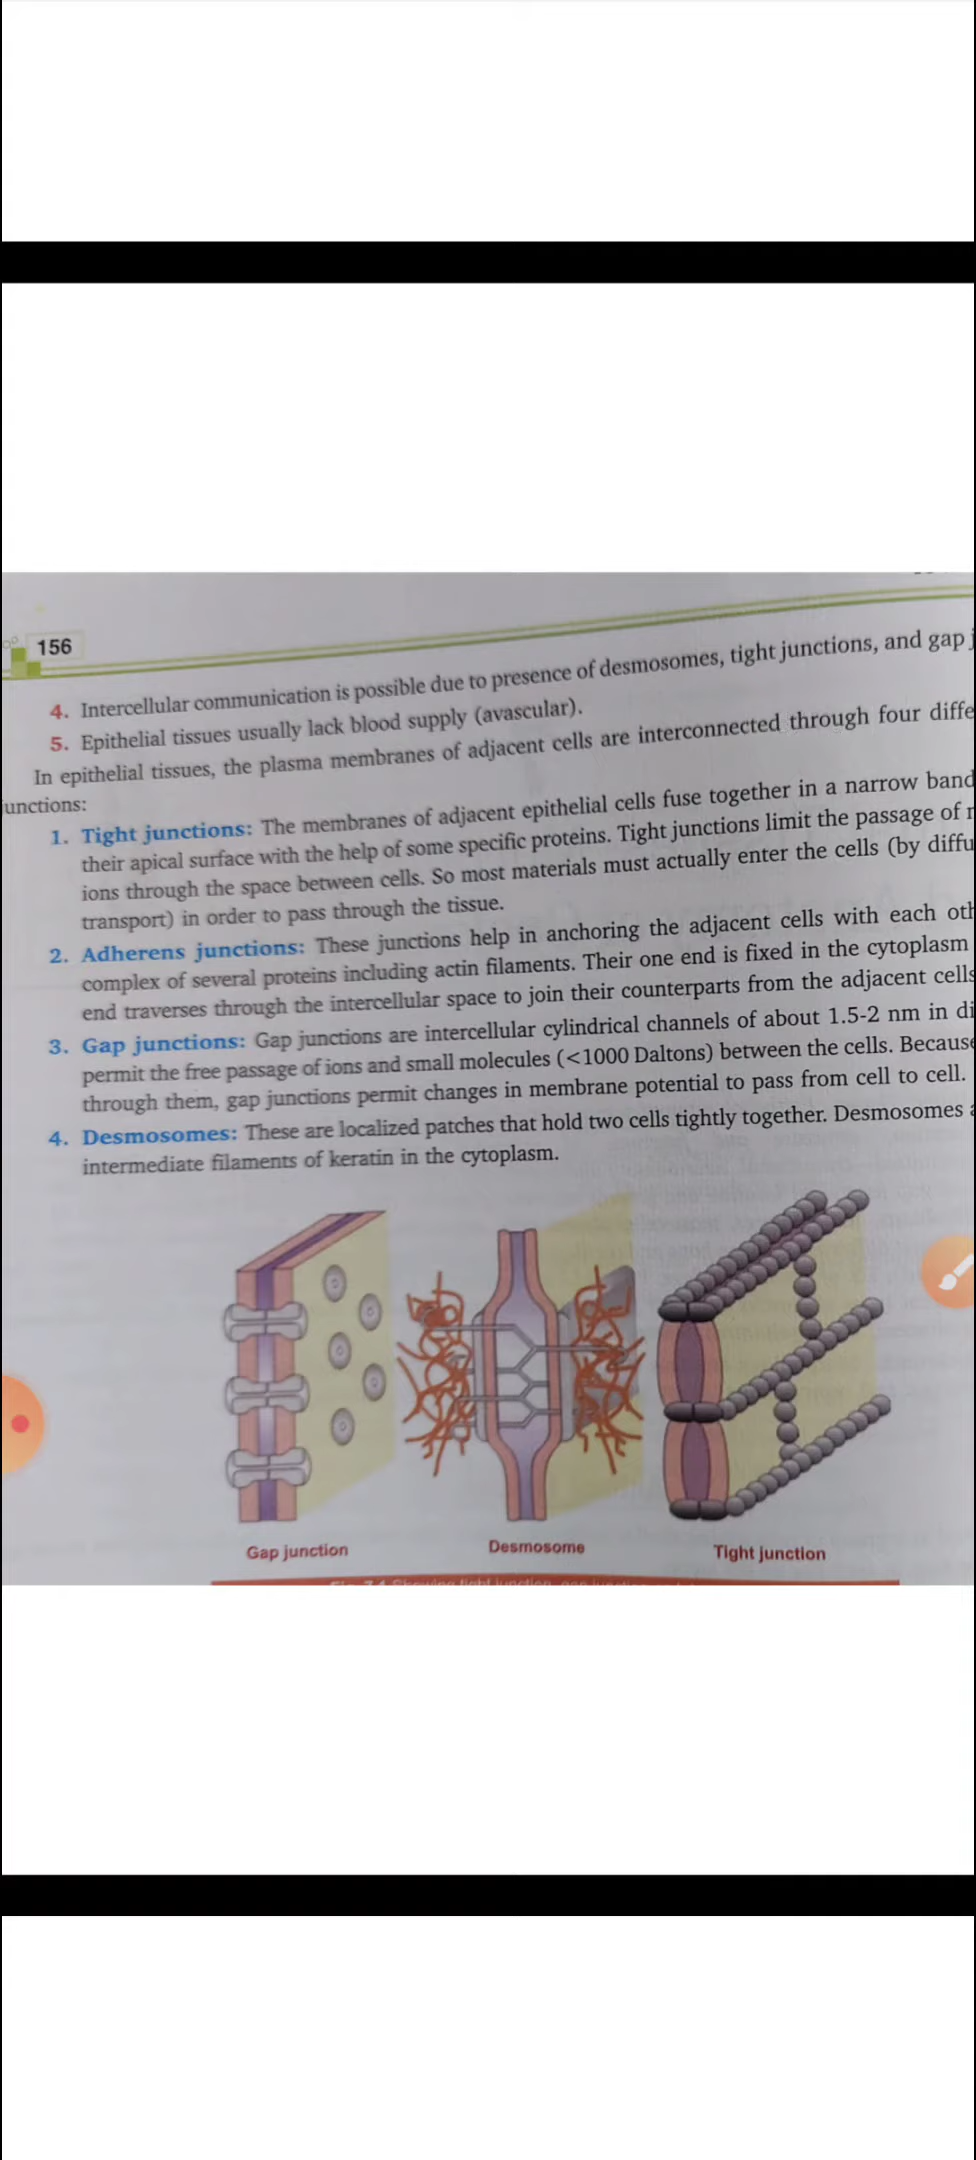 156
4. Intercellular communication is possible due to presence of desmosomes, tight junctions, and gap j
5. Epithelial tissues usually lack blood supply (avascular).
In epithelial tissues, the plasma membranes of adjacent cells are interconnected through four diffe
unctions:
1. Tight junctions: The membranes of adjacent epithelial cells fuse together in a narrow band
their apical surface with the help of some specific proteins. Tight junctions limit the passage of
ions through the space between cells. So most materials must actually enter the cells (by diffu
transport) in order to pass through the tissue.
2. Adherens junctions: These junctions help in anchoring the adjacent cells with each oth
complex of several proteins including actin filaments. Their one end is fixed in the cytoplasm
end traverses through the intercellular space to join their counterparts from the adjacent cells
3. Gap junctions: Gap junctions are intercellular cylindrical channels of about 1.5-2 nm in di
permit the free passage of ions and small molecules (<1000 Daltons) between the cells. Because
through them, gap junctions permit changes in membrane potential to pass from cell to cell.
4. Desmosomes: These are localized patches that hold two cells tightly together. Desmosomes a
intermediate filaments of keratin in the cytoplasm.
Gap junction
Desmosome
Tight junction